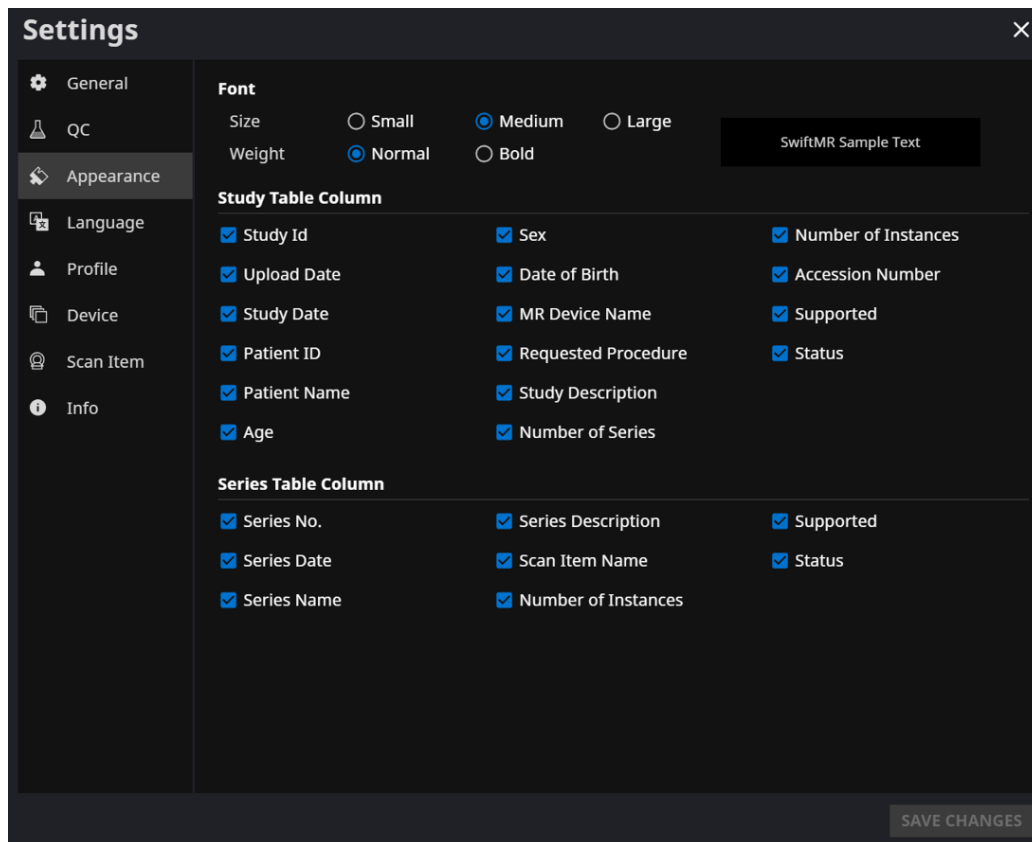 Settings
General
QC
Appearance
Language
Profile
Device
Scan Item
Info
Font
Size Small Medium Large
Weight Normal Bold
SwiftMR Sample Text
Study Table Column
Study Id Sex Number of Instances
Upload Date Date of Birth Accession Number
Study Date MR Device Name Supported
Patient ID Requested Procedure Status
Patient Name Study Description
Age Number of Series
Series Table Column
Series No. Series Description Supported
Series Date Scan Item Name Status
Series Name Number of Instances
SAVE CHANGES